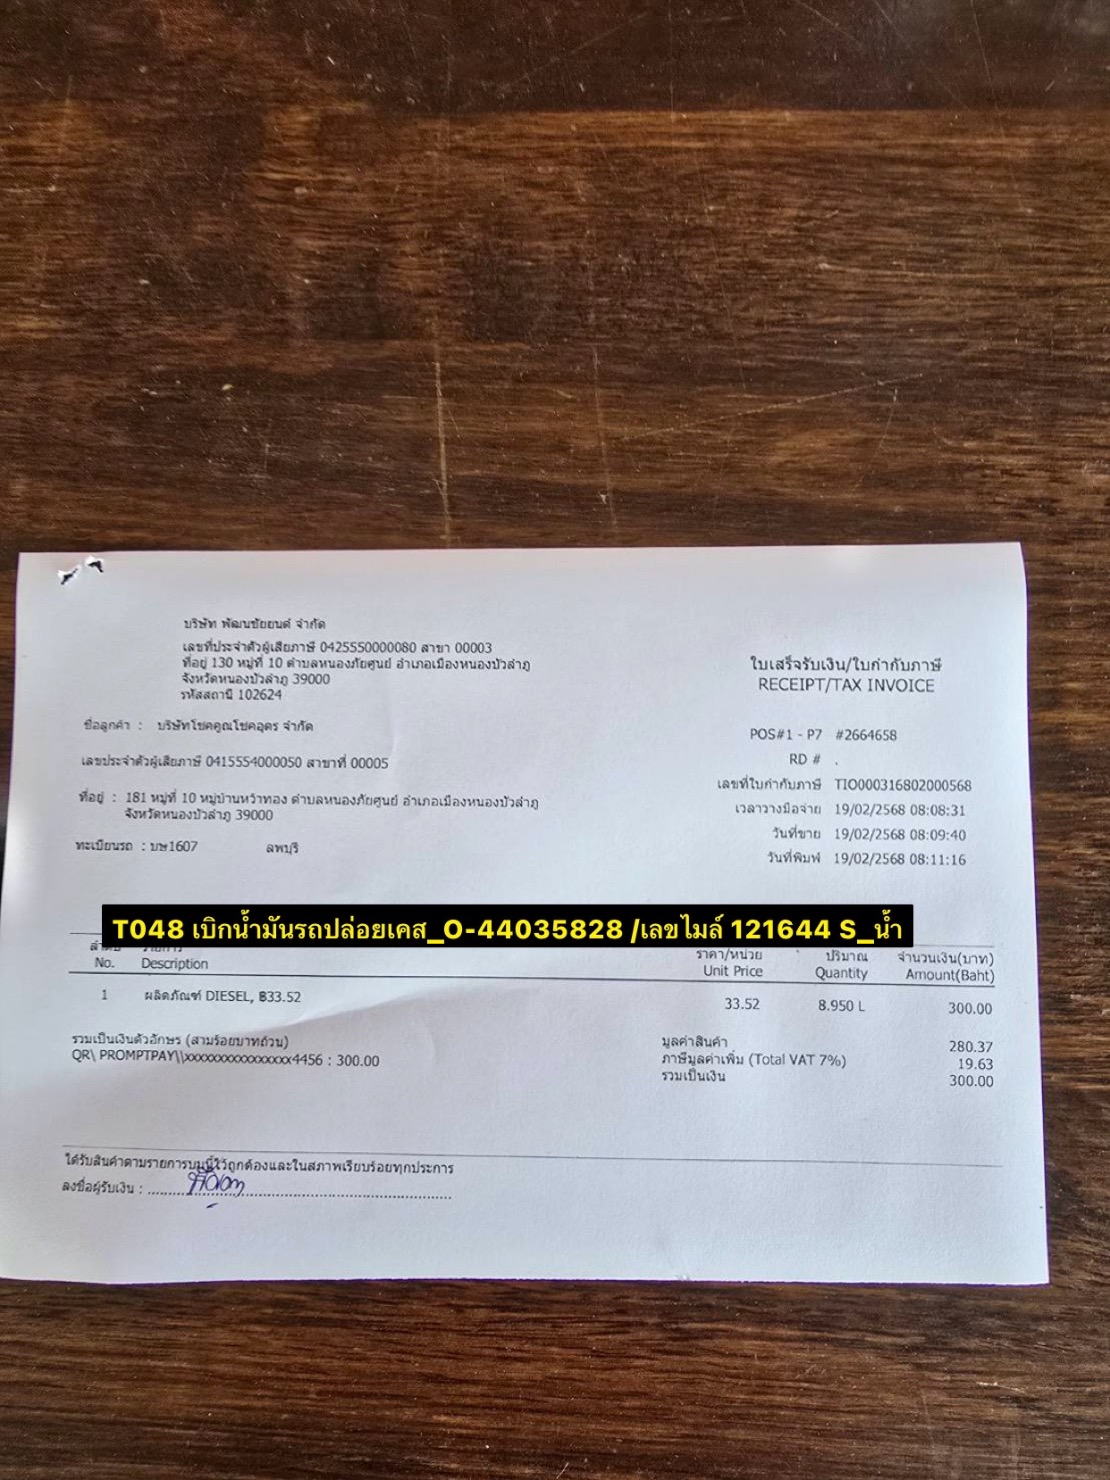 บริษัท พัฒนชัยยนต์ จำกัด
เลขที่ประจำตัวผู้เสียภาษี 0425550000080 สาขา 00003
ที่อยู่ 130 หมู่ที่ 10 ตำบลหนองภัยศูนย์ อำเภอเมืองหนองบัวลำภู
จังหวัดหนองบัวลำภู 39000
รหัสสถานี 102624
ใบเสร็จรับเงิน/ใบกำกับภาษี
RECEIPT/TAX INVOICE
ชื่อลูกค้า : บริษัทโชคคูณโชคอุดร จำกัด
เลขประจำตัวผู้เสียภาษี 0415554000050 สาขาที่ 00005
ที่อยู่ : 181 หมู่ที่ 10 หมู่บ้านหว้าทอง ตำบลหนองภัยศูนย์ อำเภอเมืองหนองบัวลำภู
จังหวัดหนองบัวลำภู 39000
ทะเบียนรถ : บษ1607 ลพบุรี
POS#1 - P7 #2664658
RD # .
เลขที่ใบกำกับภาษี TIO000316802000568
เวลาวางมือจ่าย 19/02/2568 08:08:31
วันที่ขาย 19/02/2568 08:09:40
วันที่พิมพ์ 19/02/2568 08:11:16
T048 เบิกน้ำมันรถปล่อยเคส_O-44035828 /เลขไมล์ 121644 S_น้ำ
ลำดับ รายการ ราคา/หน่วย ปริมาณ จำนวนเงิน(บาท)
No. Description Unit Price Quantity Amount(Baht)
1 ผลิตภัณฑ์ DIESEL, ฿33.52 33.52 8.950 L 300.00
รวมเป็นเงินตัวอักษร (สามร้อยบาทถ้วน)
QR\ PROMPTPAY\\xxxxxxxxxxxxxxxx4456 : 300.00
มูลค่าสินค้า 280.37
ภาษีมูลค่าเพิ่ม (Total VAT 7%) 19.63
รวมเป็นเงิน 300.00
ได้รับสินค้าตามรายการบนนี้ไว้ถูกต้องและในสภาพเรียบร้อยทุกประการ
ลงชื่อผู้รับเงิน :